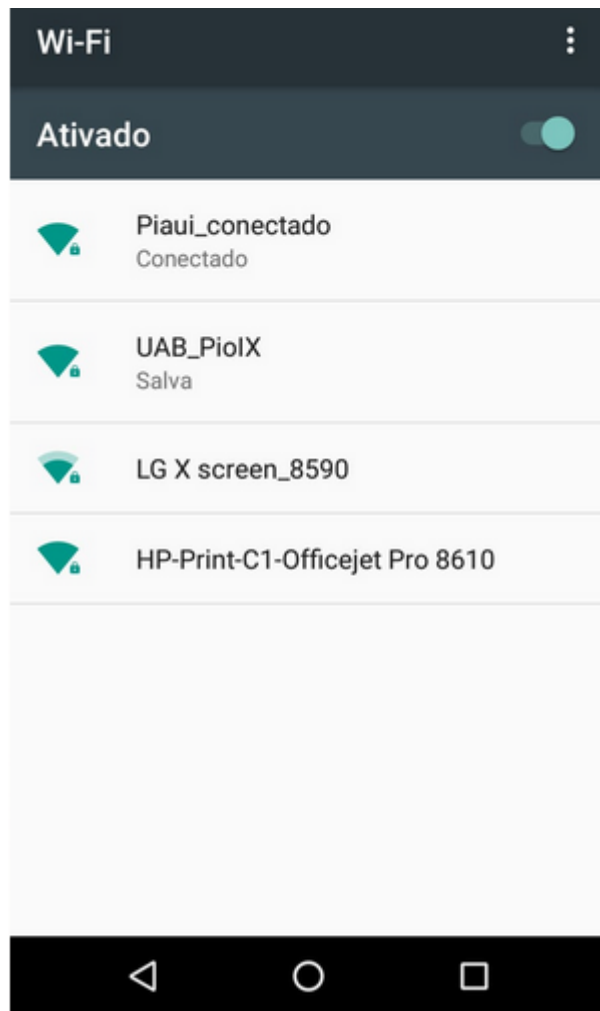 Wi-Fi
Ativado
Piaui_conectado
Conectado
UAB_PioIX
Salva
LG X screen_8590
HP-Print-C1-Officejet Pro 8610